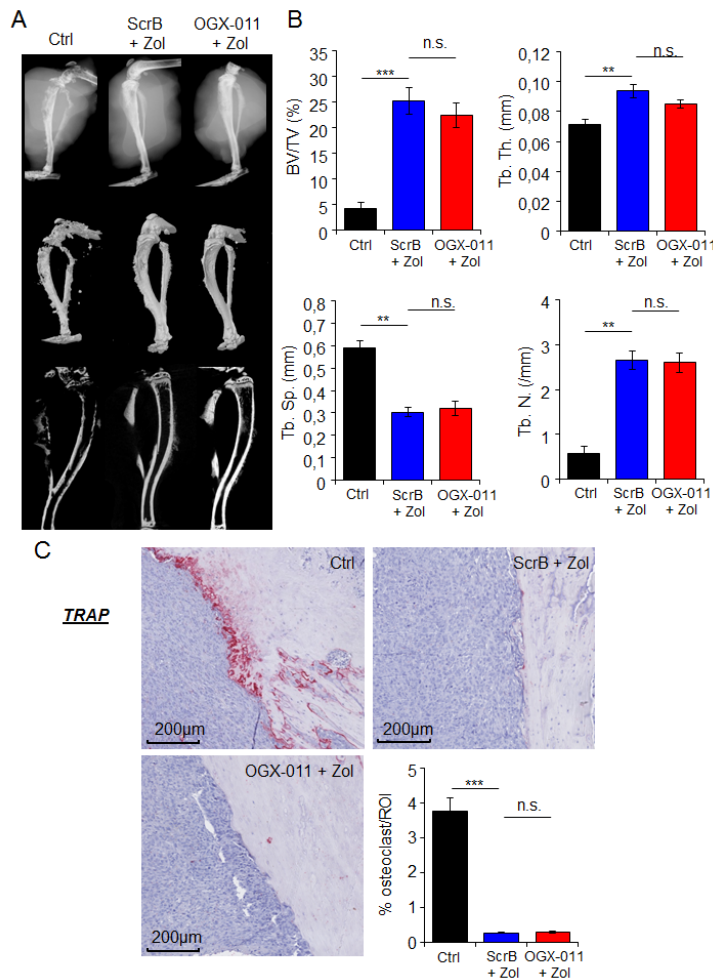 A
Ctrl
ScrB
+ Zol
OGX-011
+ Zol
B
BV/TV (%)
35
30
25
20
15
10
5
0
***
n.s.
Ctrl
ScrB
+ Zol
OGX-011
+ Zol
Tb. Th. (mm)
0,12
0,10
0,08
0,06
0,04
0,02
0
**
n.s.
Ctrl
ScrB
+ Zol
OGX-011
+ Zol
Tb. Sp. (mm)
0,8
0,7
0,6
0,5
0,4
0,3
0,2
0,1
0
**
n.s.
Ctrl
ScrB
+ Zol
OGX-011
+ Zol
Tb. N. (/mm)
4
3
2
1
0
**
n.s.
Ctrl
ScrB
+ Zol
OGX-011
+ Zol
C
TRAP
Ctrl
200µm
ScrB + Zol
200µm
OGX-011 + Zol
200µm
% osteoclast/ROI
5
4
3
2
1
0
***
n.s.
Ctrl
ScrB
+ Zol
OGX-011
+ Zol